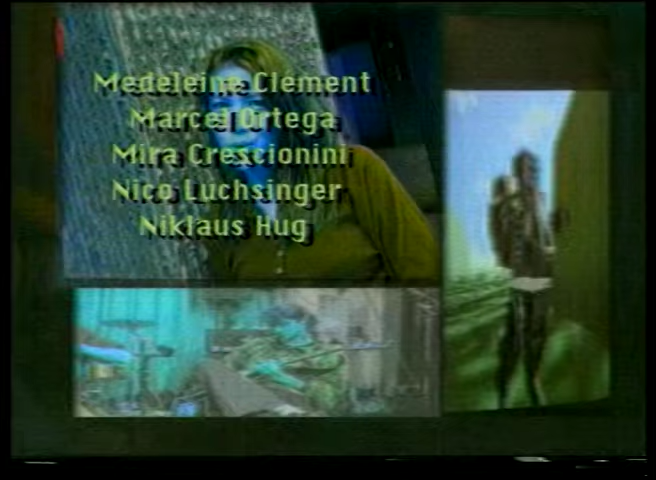 Medeleine Clement
Marcel Ortega
Mira Crescionini
Nico Luchsinger
Niklaus Hug